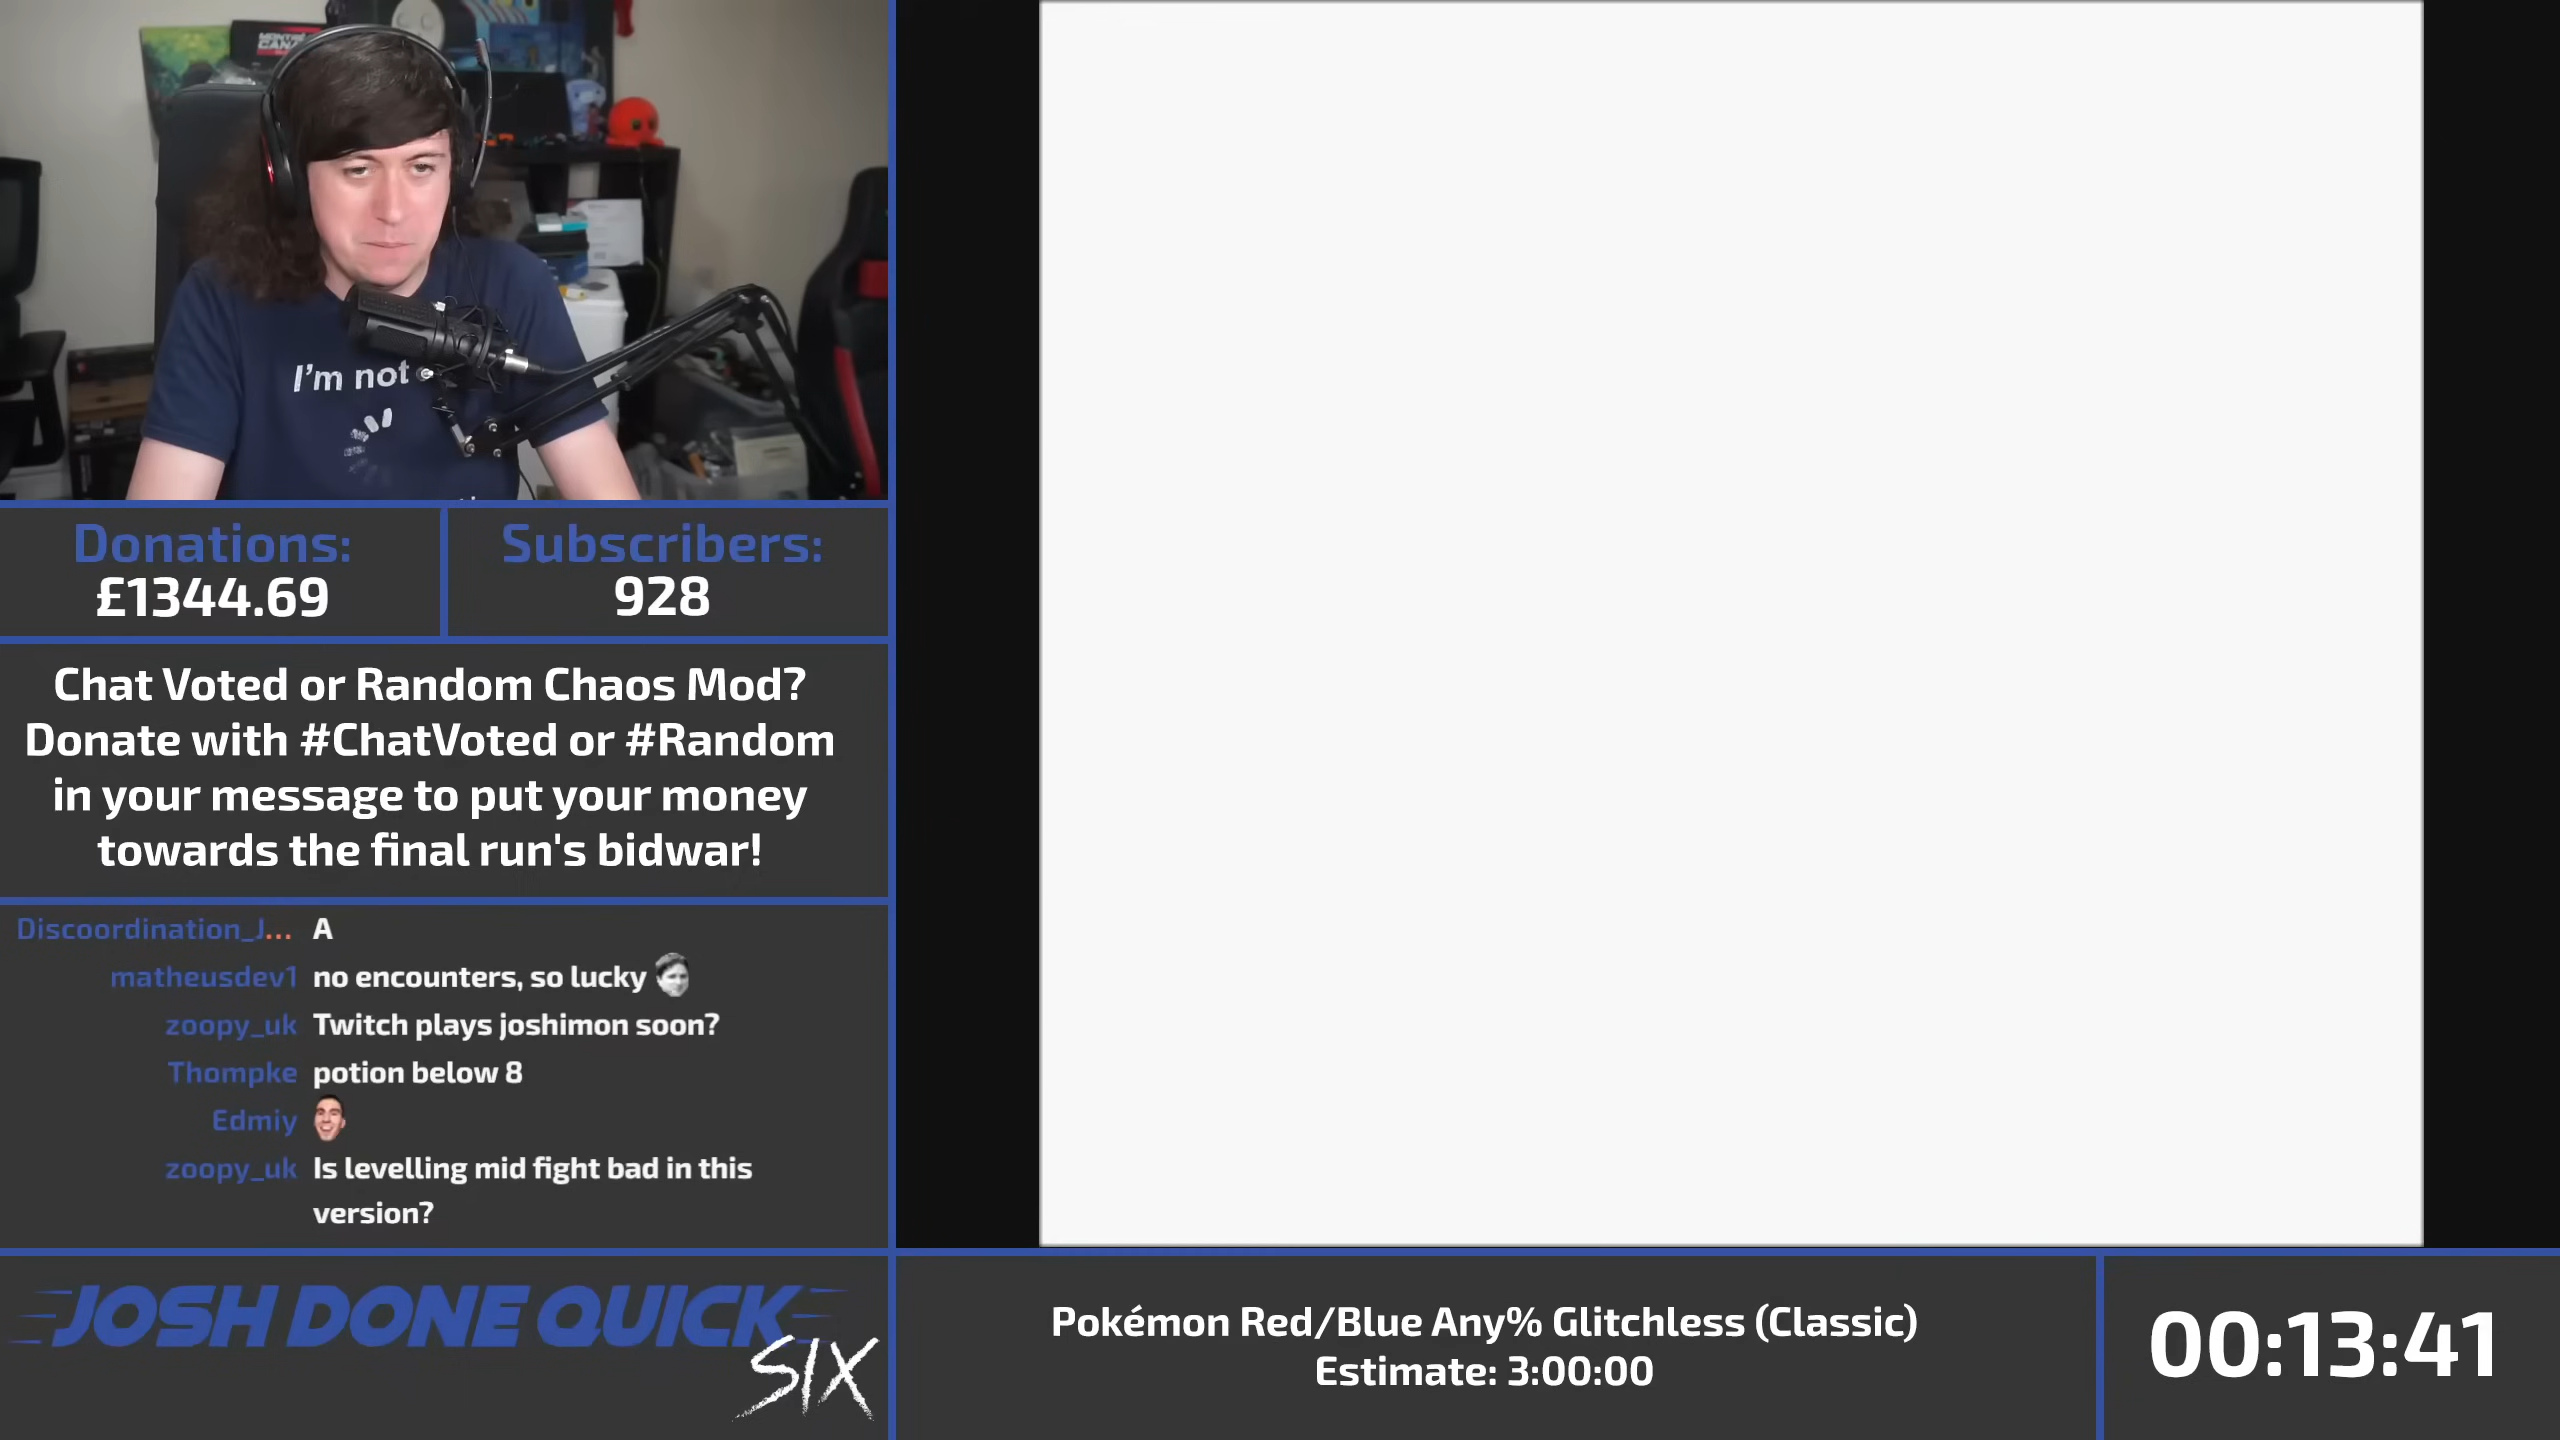 I'm not
Donations:
£1344.69
Subscribers:
928
Chat Voted or Random Chaos Mod?
Donate with #ChatVoted or #Random
in your message to put your money
towards the final run's bidwar!
Discoordination_J... A
matheusdev1 no encounters, so lucky
zoopy_uk Twitch plays joshimon soon?
Thompke potion below 8
Edmiy
zoopy_uk Is levelling mid fight bad in this
version?
JOSH DONE QUICK
SIX
Pokémon Red/Blue Any% Glitchless (Classic)
Estimate: 3:00:00
00:13:41